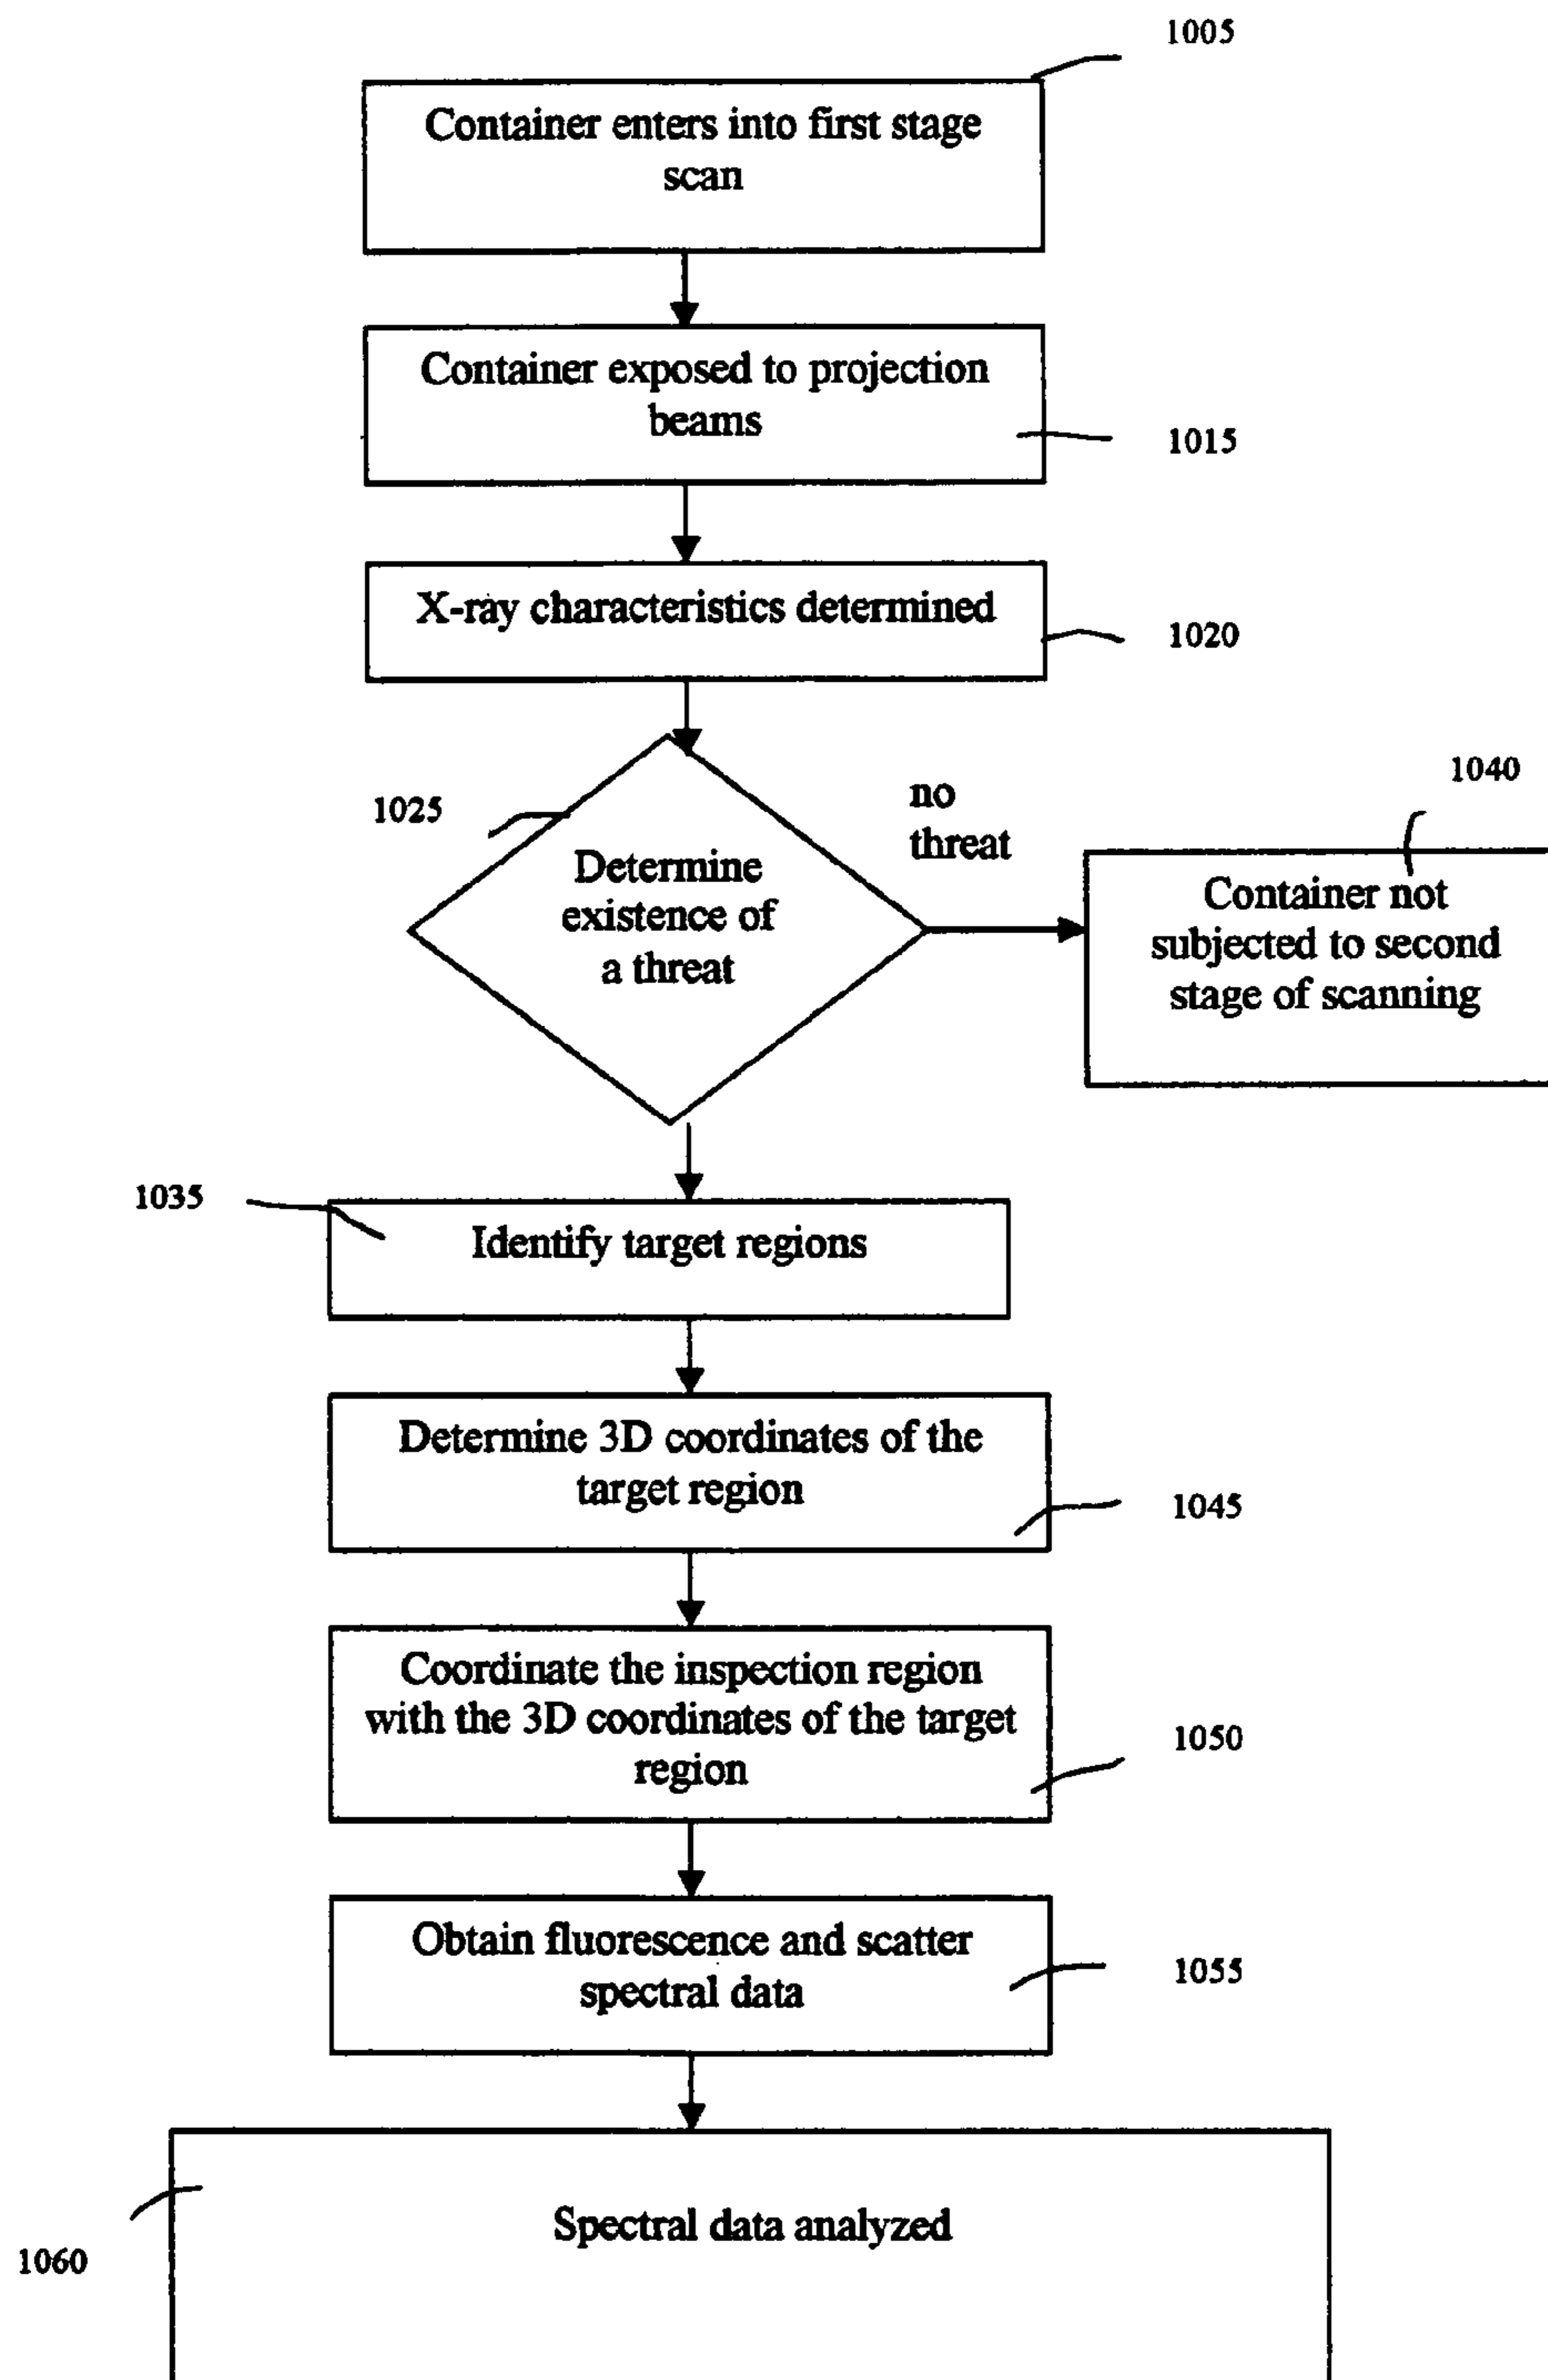 1005
Container enters into first stage
scan
Container exposed to projection
beams
1015
X-ray characteristics determined
1020
1025
Determine
existence of
a threat
no
threat
1040
Container not
subjected to second
stage of scanning
1035
Identify target regions
Determine 3D coordinates of the
target region
1045
Coordinate the inspection region
with the 3D coordinates of the target
region
1050
Obtain fluorescence and scatter
spectral data
1055
Spectral data analyzed
1060